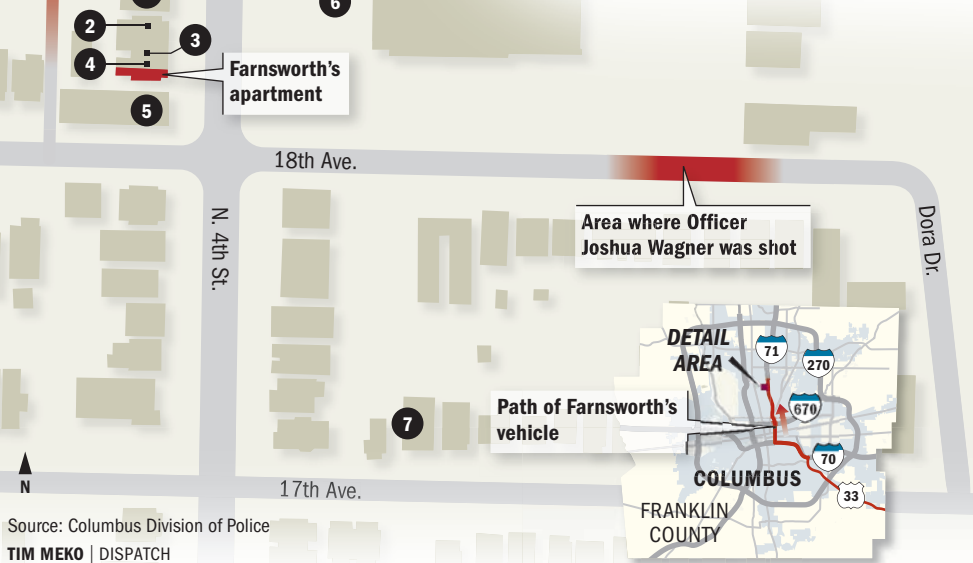 6
2
3
4
Farnsworth's
apartment
5
18th Ave.
Area where Officer
Joshua Wagner was shot
N. 4th St.
Dora Dr.
DETAIL
AREA
71
270
Path of Farnsworth's
vehicle
670
7
70
COLUMBUS
33
17th Ave.
N
FRANKLIN
COUNTY
Source: Columbus Division of Police
TIM MEKO | DISPATCH